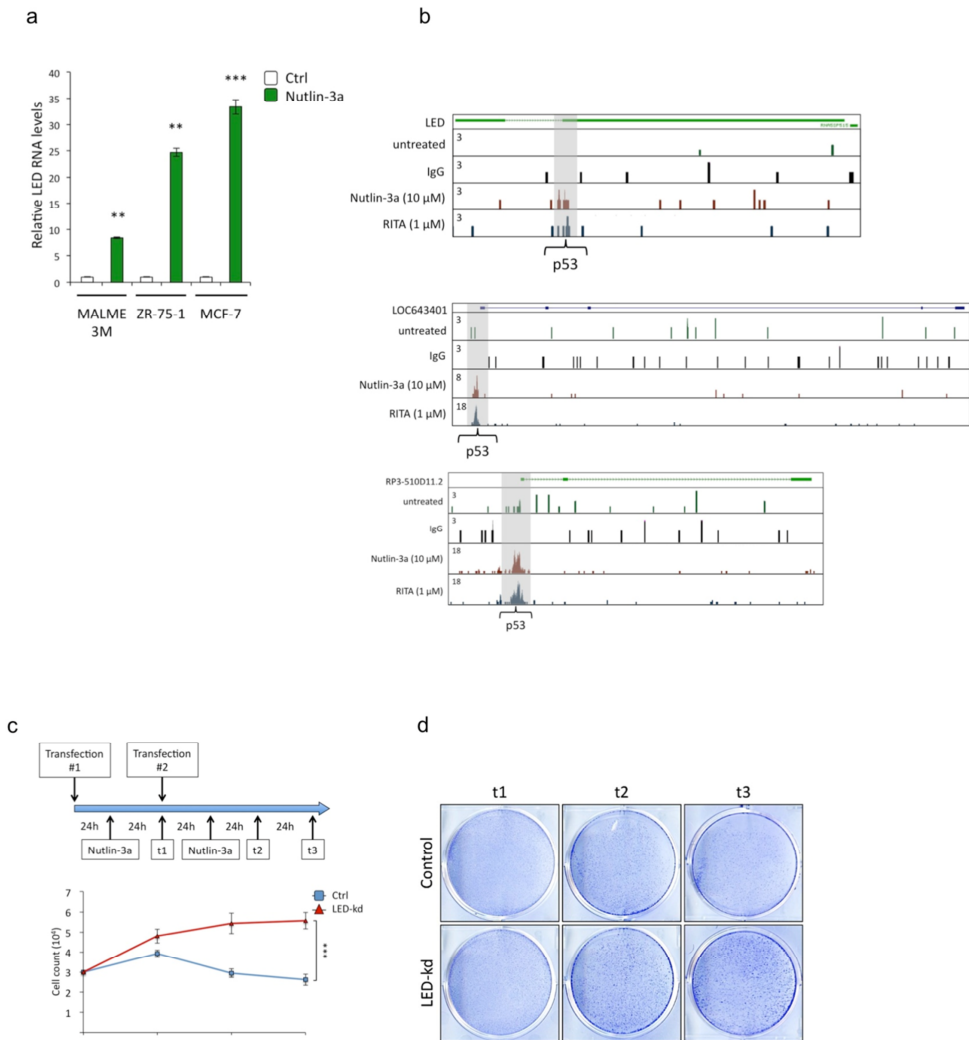 a
Relative LED RNA levels
40
35
30
25
20
15
10
5
0
**
**
***
Ctrl
Nutlin-3a
MALME
3M
ZR-75-1
MCF-7
b
LED
untreated
3
IgG
3
Nutlin-3a (10 μM)
3
RITA (1 μM)
3
p53
LOC643401
untreated
3
IgG
3
Nutlin-3a (10 μM)
8
RITA (1 μM)
18
p53
RP3-510D11.2
untreated
3
IgG
3
Nutlin-3a (10 μM)
18
RITA (1 μM)
18
p53
c
Transfection
#1
Transfection
#2
24h 24h 24h 24h 24h
Nutlin-3a t1 Nutlin-3a t2 t3
Cell count (10⁴)
7
6
5
4
3
2
1
Ctrl
LED-kd
***
d
t1 t2 t3
Control
LED-kd